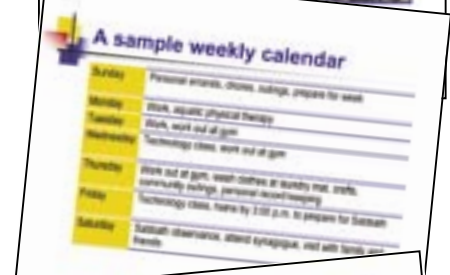 A sample weekly calendar
Sunday
Personal errands, chores, outings, prepare for week
Monday
Work, aquatic physical therapy
Tuesday
Work, work out at gym
Wednesday
Technology class, work out at gym
Thursday
Work out at gym, wash clothes at laundry mat, crafts,
community outings, personal record keeping
Friday
Technology class, home by 3:00 p.m. to prepare for Sabbath
Saturday
Sabbath observance, attend synagogue, visit with family and
friends